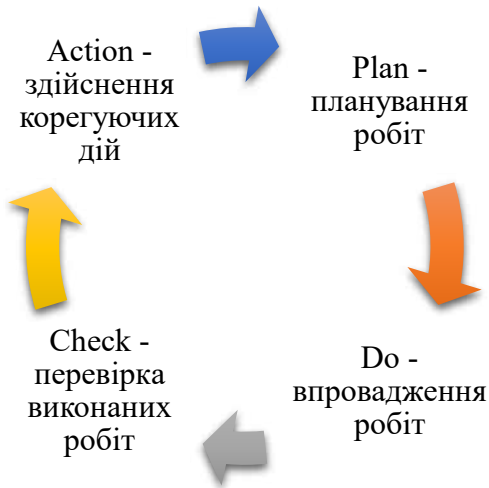 Action -
здійснення
корегуючих
дій
Plan -
планування
робіт
Do -
впровадження
робіт
Check -
перевірка
виконаних
робіт